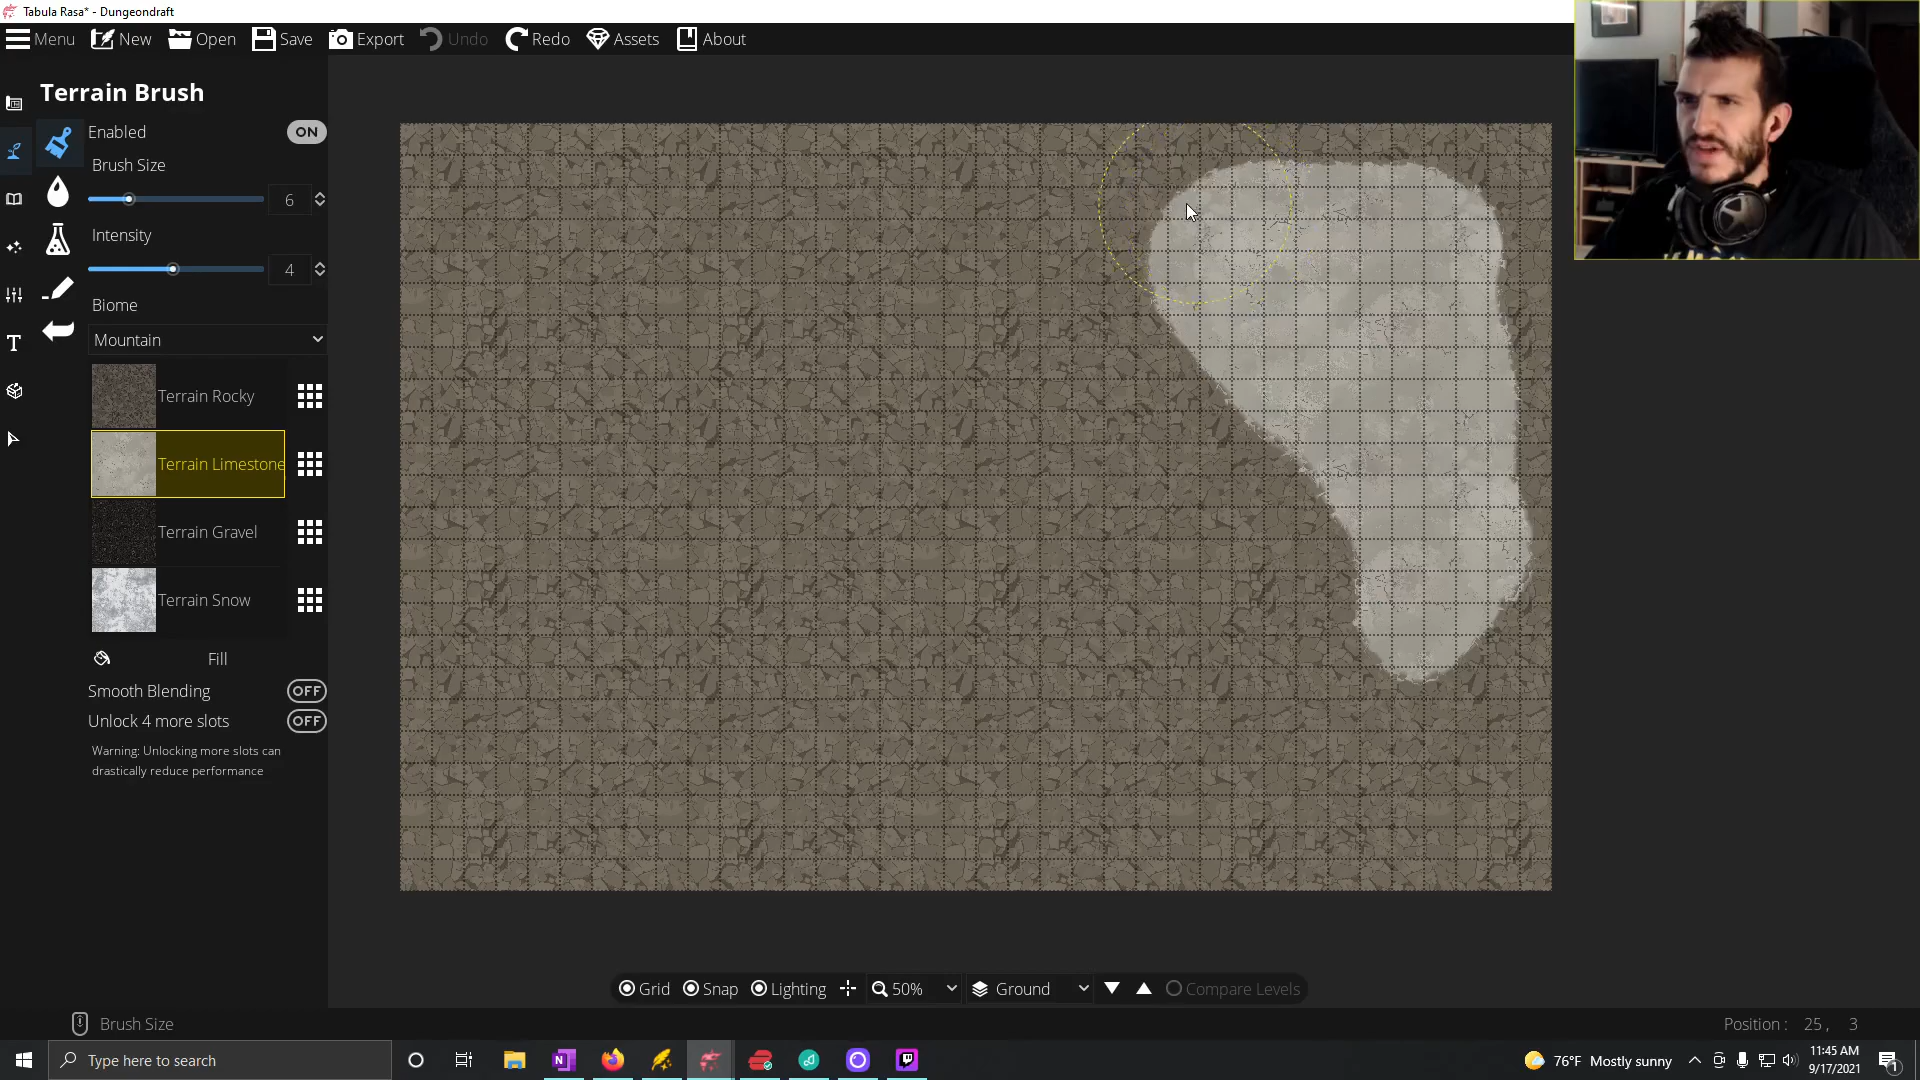 Tabula Rasa* - Dungeondraft
Menu New Open Save Export Undo Redo Assets About
Terrain Brush
Enabled ON
Brush Size
6
Intensity
4
Biome
Mountain
Terrain Rocky
Terrain Limestone
Terrain Gravel
Terrain Snow
Fill
Smooth Blending OFF
Unlock 4 more slots OFF
Warning: Unlocking more slots can
drastically reduce performance
Grid Snap Lighting 50% Ground Compare Levels
Brush Size Position : 25, 3
Type here to search 76°F Mostly sunny 11:45 AM
9/17/2021